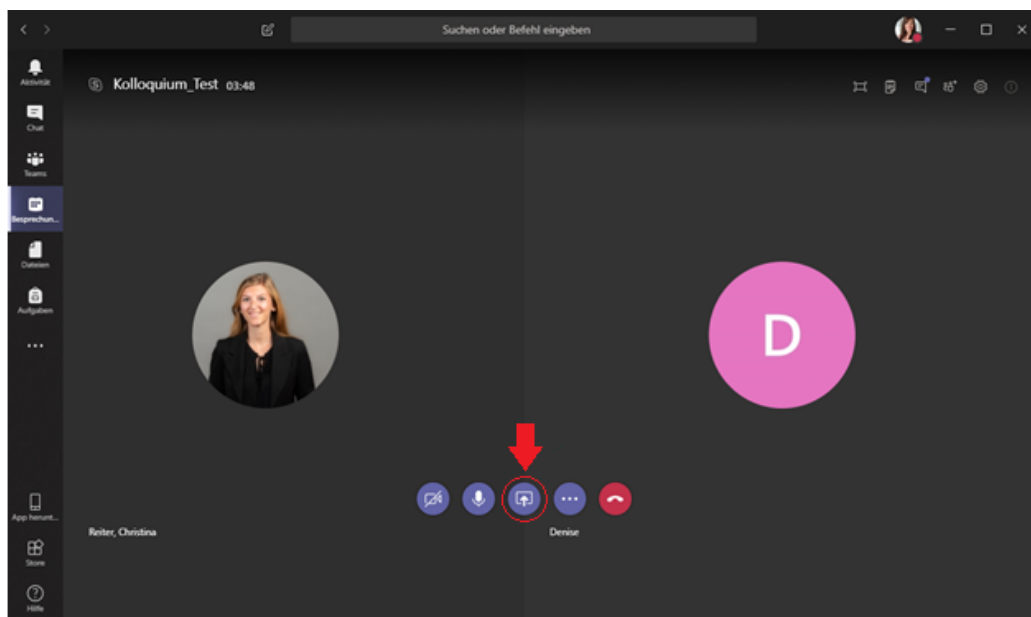 Suchen oder Befehl eingeben
Aktivität
Kolloquium_Test 03:48
Chat
Teams
Besprechun...
Dateien
Aufgaben
D
App herunt...
Reiter, Christina
Denise
Store
Hilfe